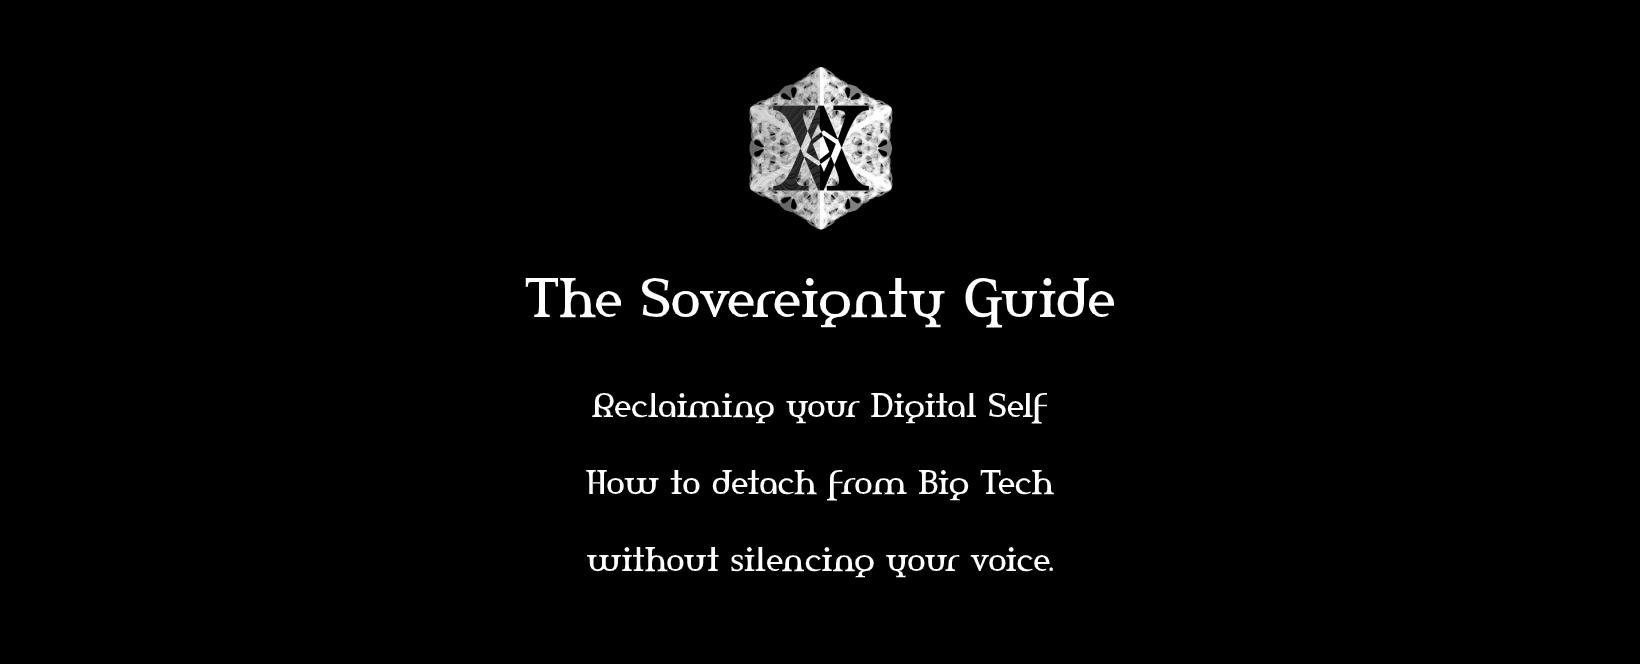 The Sovereignty Guide
Reclaiming your Digital Self
How to detach from Big Tech
without silencing your voice.